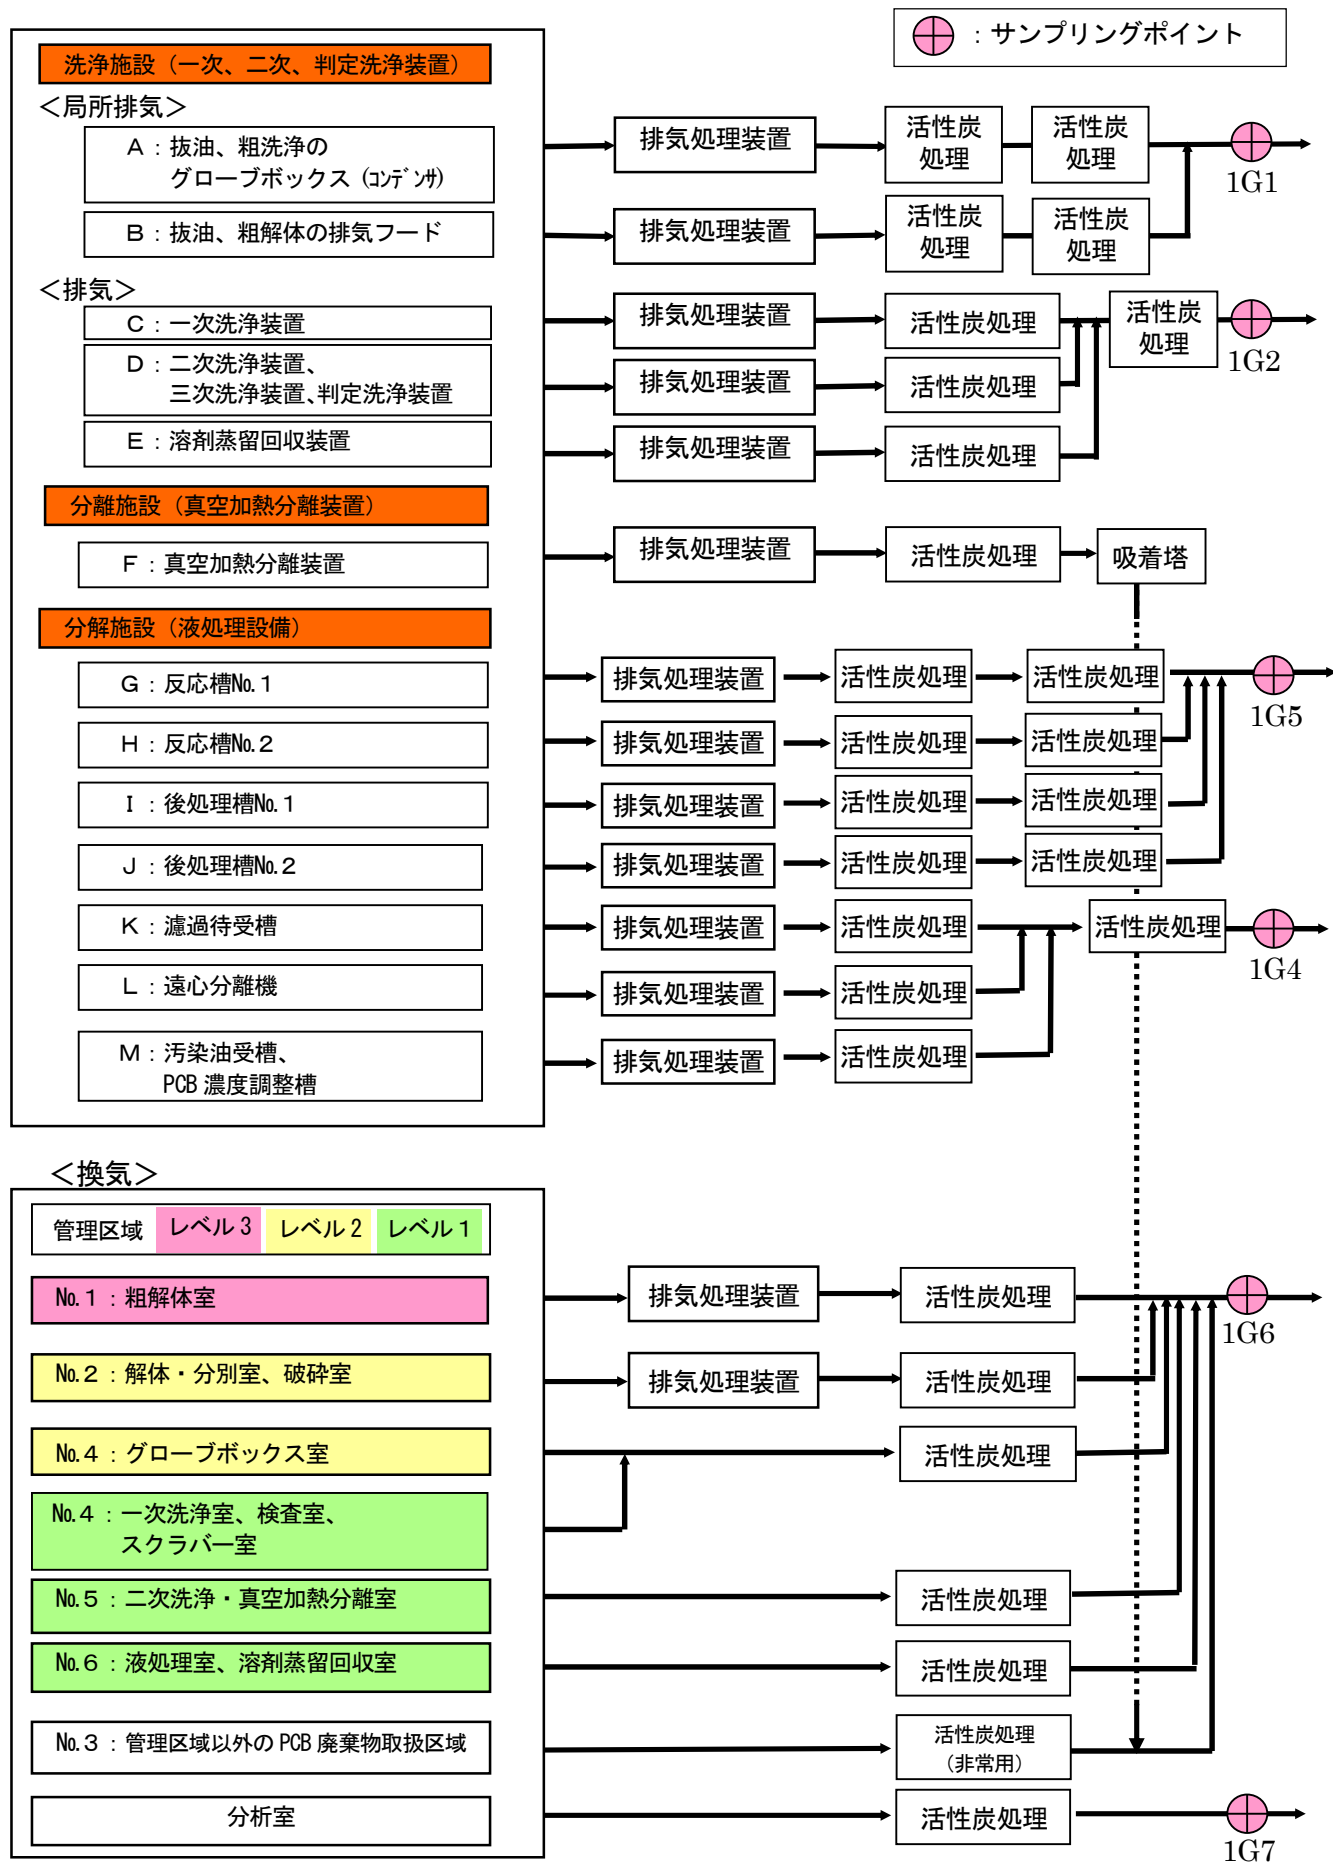 ：サンプリングポイント
洗浄施設（一次、二次、判定洗浄装置）
＜局所排気＞
A：抜油、粗洗浄の
グローブボックス（ｺﾝﾃﾞﾝｻ）
排気処理装置
活性炭
処理
活性炭
処理
1G1
B：抜油、粗解体の排気フード
排気処理装置
活性炭
処理
活性炭
処理
＜排気＞
C：一次洗浄装置
排気処理装置
活性炭処理
活性炭
処理
1G2
D：二次洗浄装置、
三次洗浄装置、判定洗浄装置
排気処理装置
活性炭処理
E：溶剤蒸留回収装置
排気処理装置
活性炭処理
分離施設（真空加熱分離装置）
F：真空加熱分離装置
排気処理装置
活性炭処理
吸着塔
分解施設（液処理設備）
G：反応槽№1
排気処理装置
活性炭処理
活性炭処理
1G5
H：反応槽№2
排気処理装置
活性炭処理
活性炭処理
I：後処理槽№1
排気処理装置
活性炭処理
活性炭処理
J：後処理槽№2
排気処理装置
活性炭処理
活性炭処理
K：濾過待受槽
排気処理装置
活性炭処理
活性炭処理
1G4
L：遠心分離機
排気処理装置
活性炭処理
M：汚染油受槽、
PCB濃度調整槽
排気処理装置
活性炭処理
＜換気＞
管理区域 レベル3 レベル2 レベル1
№1：粗解体室
排気処理装置
活性炭処理
1G6
№2：解体・分別室、破砕室
排気処理装置
活性炭処理
№4：グローブボックス室
活性炭処理
№4：一次洗浄室、検査室、
スクラバー室
№5：二次洗浄・真空加熱分離室
活性炭処理
№6：液処理室、溶剤蒸留回収室
活性炭処理
№3：管理区域以外のPCB廃棄物取扱区域
活性炭処理
（非常用）
分析室
活性炭処理
1G7